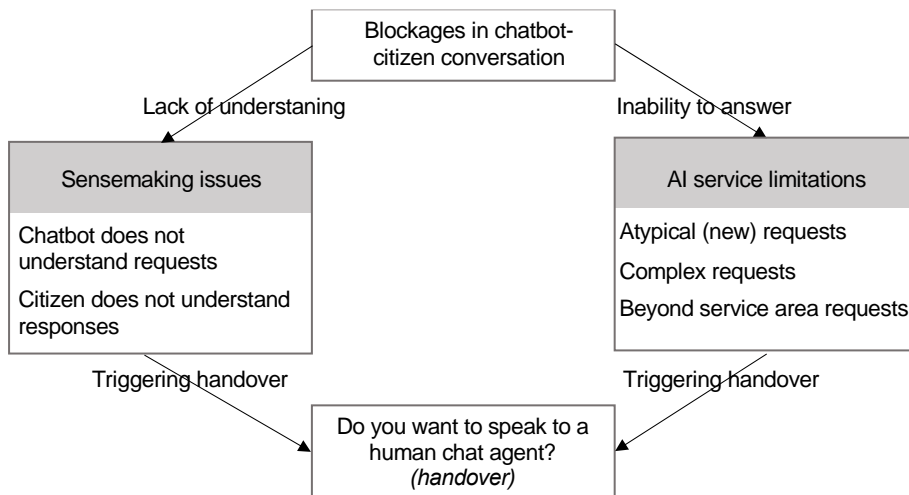 Blockages in chatbot-
citizen conversation
Lack of understaning
Inability to answer
Sensemaking issues
Chatbot does not
understand requests
Citizen does not understand
responses
AI service limitations
Atypical (new) requests
Complex requests
Beyond service area requests
Triggering handover
Triggering handover
Do you want to speak to a
human chat agent?
(handover)